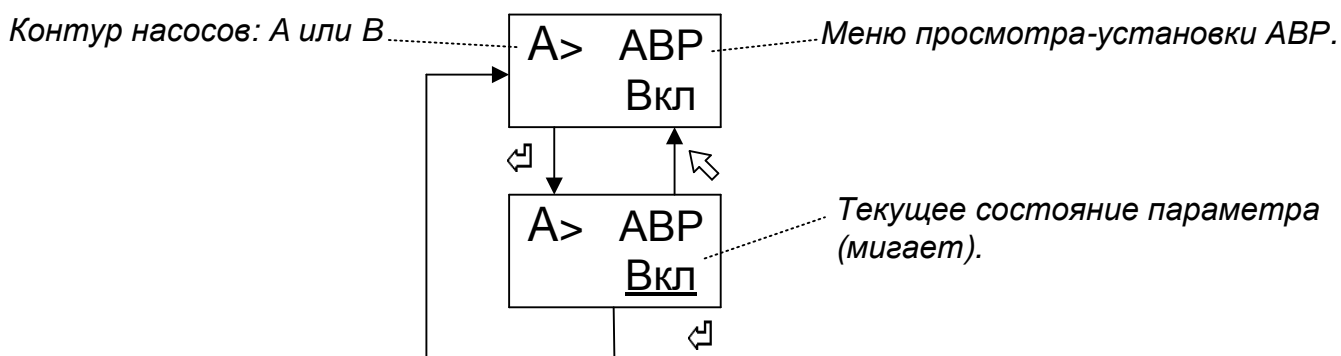 Контур насосов: А или В
А> АВР
Вкл
Меню просмотра-установки АВР.
А> АВР
Вкл
Текущее состояние параметра
(мигает).